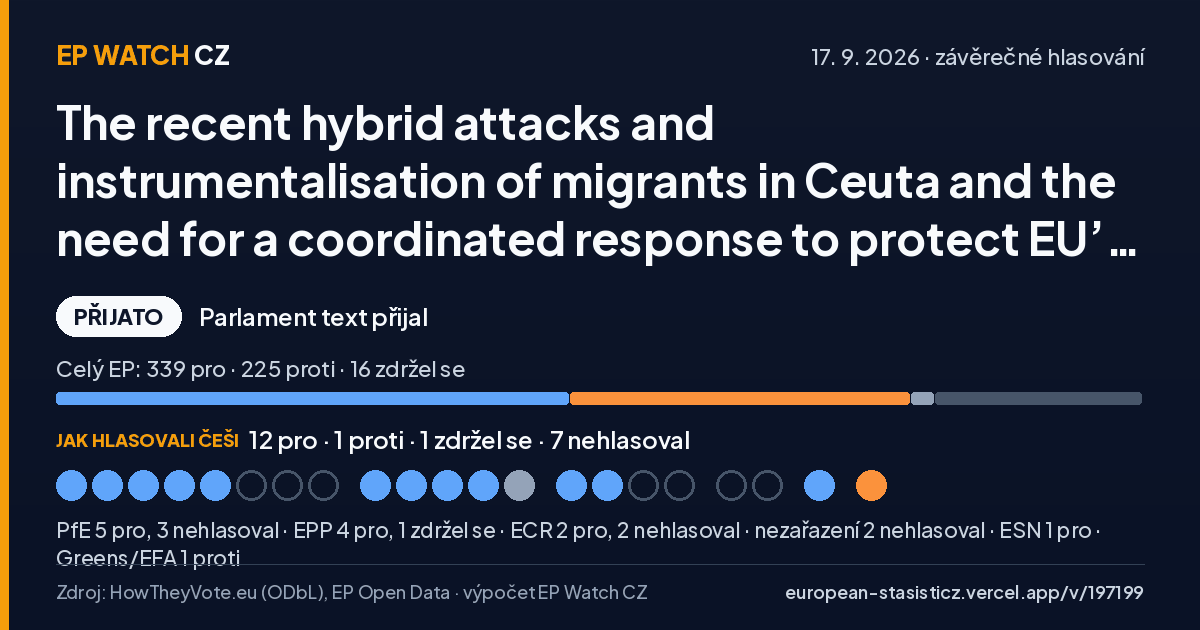 EP WATCH CZ
17. 9. 2026 · závěrečné hlasování
The recent hybrid attacks and
instrumentalisation of migrants in Ceuta and the
need for a coordinated response to protect EU’…
PŘIJATO Parlament text přijal
Celý EP: 339 pro · 225 proti · 16 zdržel se
JAK HLASOVALI ČEŠI 12 pro · 1 proti · 1 zdržel se · 7 nehlasoval
PfE 5 pro, 3 nehlasoval · EPP 4 pro, 1 zdržel se · ECR 2 pro, 2 nehlasoval · nezařazení 2 nehlasoval · ESN 1 pro ·
Greens/EFA 1 proti
Zdroj: HowTheyVote.eu (ODbL), EP Open Data · výpočet EP Watch CZ
european-stasisticz.vercel.app/v/197199